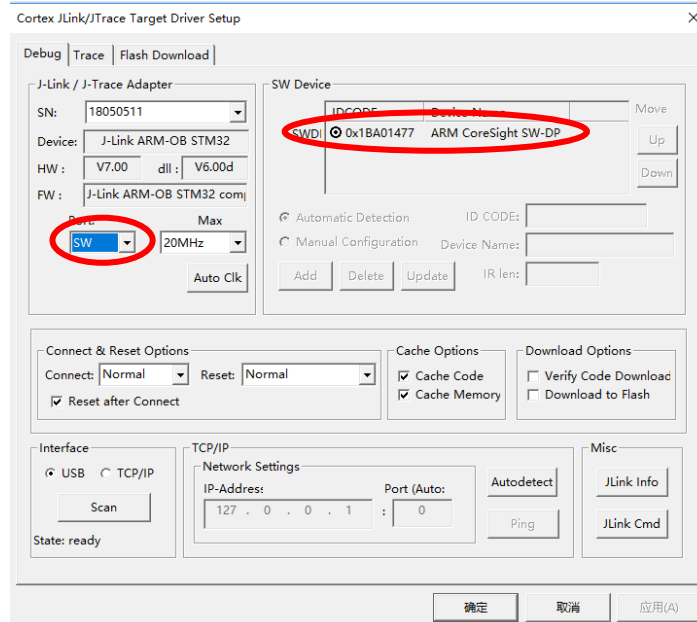 Cortex JLink/JTrace Target Driver Setup
Debug Trace Flash Download
J-Link / J-Trace Adapter
SN: 18050511
Device: J-Link ARM-OB STM32
HW : V7.00 dll : V6.00d
FW : J-Link ARM-OB STM32 comp
Port: Max
SW 20MHz
Auto Clk
SW Device
IDCODE Device Name Move
SWDI 0x1BA01477 ARM CoreSight SW-DP Up
Down
Automatic Detection ID CODE:
Manual Configuration Device Name:
Add Delete Update IR len:
Connect & Reset Options
Connect: Normal Reset: Normal
Reset after Connect
Cache Options
Cache Code
Cache Memory
Download Options
Verify Code Download
Download to Flash
Interface
USB TCP/IP
Scan
State: ready
TCP/IP
Network Settings
IP-Address: Port (Auto:
127 . 0 . 0 . 1 : 0
Autodetect
Ping
Misc
JLink Info
JLink Cmd
确定 取消 应用(A)